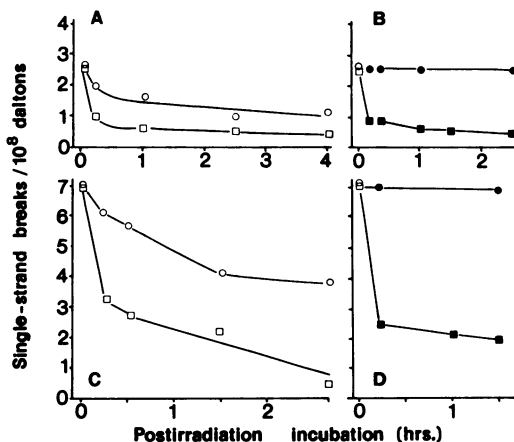 Single-strand breaks/10⁸ daltons
A
4
3
2
1
0
0 1 2 3 4
B
0 1 2
C
7
6
5
4
3
2
1
0
0 1 2
D
0 1
Postirradiation incubation (hrs.)